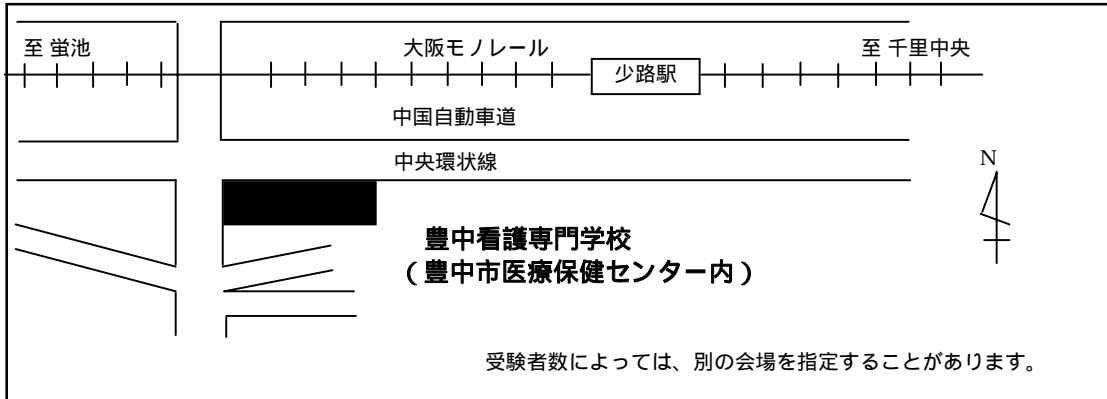 至 蛍池
大阪モノレール
至 千里中央
少路駅
中国自動車道
中央環状線
N
豊中看護専門学校
（豊中市医療保健センター内）
受験者数によっては、別の会場を指定することがあります。